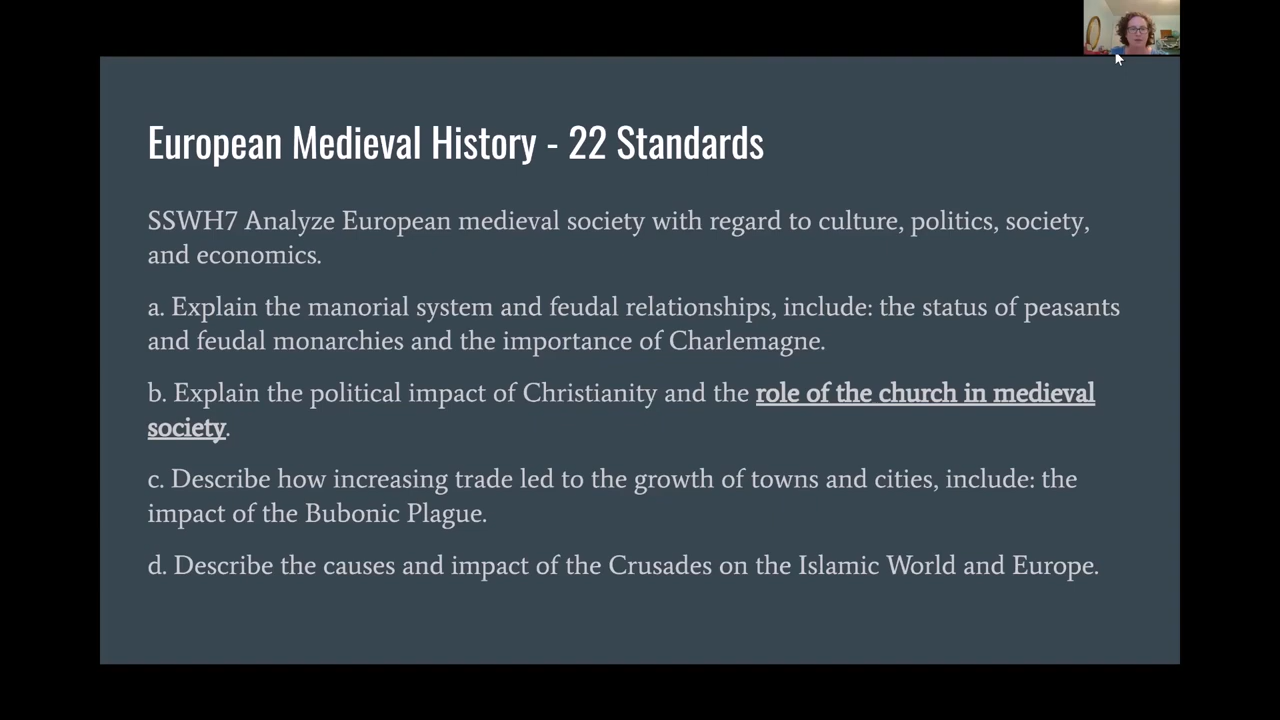 European Medieval History - 22 Standards
SSWH7 Analyze European medieval society with regard to culture, politics, society,
and economics.
a. Explain the manorial system and feudal relationships, include: the status of peasants
and feudal monarchies and the importance of Charlemagne.
b. Explain the political impact of Christianity and the role of the church in medieval
society.
c. Describe how increasing trade led to the growth of towns and cities, include: the
impact of the Bubonic Plague.
d. Describe the causes and impact of the Crusades on the Islamic World and Europe.